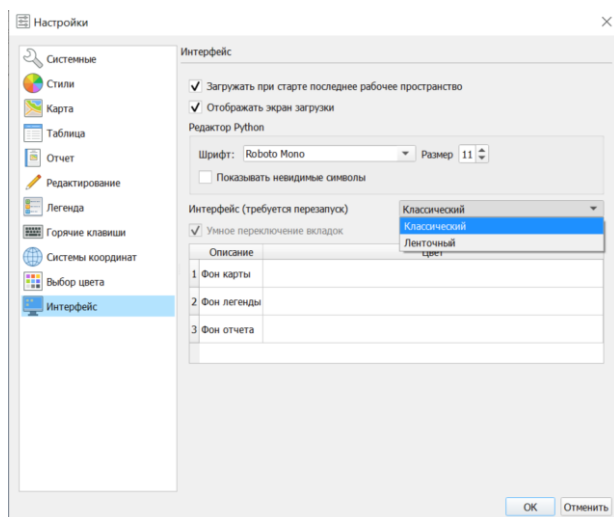 Настройки
Системные
Стили
Карта
Таблица
Отчет
Редактирование
Легенда
Горячие клавиши
Системы координат
Выбор цвета
Интерфейс
Интерфейс
Загружать при старте последнее рабочее пространство
Отображать экран загрузки
Редактор Python
Шрифт: Roboto Mono Размер 11
Показывать невидимые символы
Интерфейс (требуется перезапуск) Классический
Классический
Ленточный
Умное переключение вкладок
Описание Цвет
1 Фон карты
2 Фон легенды
3 Фон отчета
OK Отменить